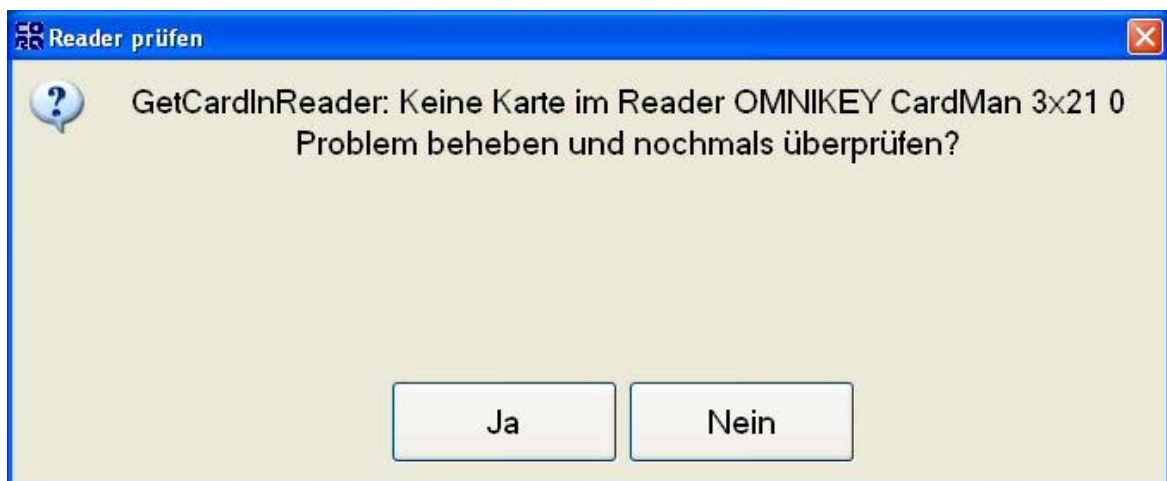 Reader prüfen
GetCardInReader: Keine Karte im Reader OMNIKEY CardMan 3x21 0
Problem beheben und nochmals überprüfen?
Ja
Nein